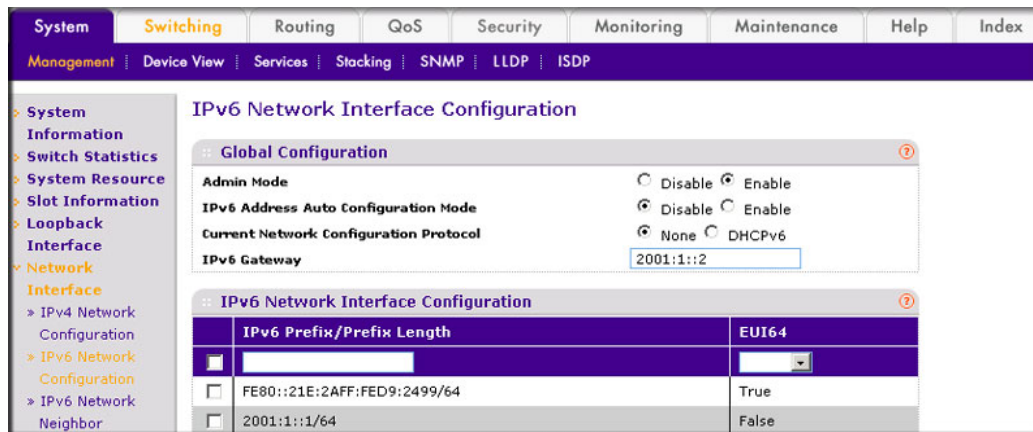 System Switching Routing QoS Security Monitoring Maintenance Help Index
Management Device View Services Stacking SNMP LLDP ISDP
System
Information
Switch Statistics
System Resource
Slot Information
Loopback
Interface
Network
Interface
» IPv4 Network
Configuration
» IPv6 Network
Configuration
» IPv6 Network
Neighbor
IPv6 Network Interface Configuration
Global Configuration ?
Admin Mode Disable Enable
IPv6 Address Auto Configuration Mode Disable Enable
Current Network Configuration Protocol None DHCPv6
IPv6 Gateway 2001:1::2
IPv6 Network Interface Configuration ?
IPv6 Prefix/Prefix Length EUI64
FE80::21E:2AFF:FED9:2499/64 True
2001:1::1/64 False